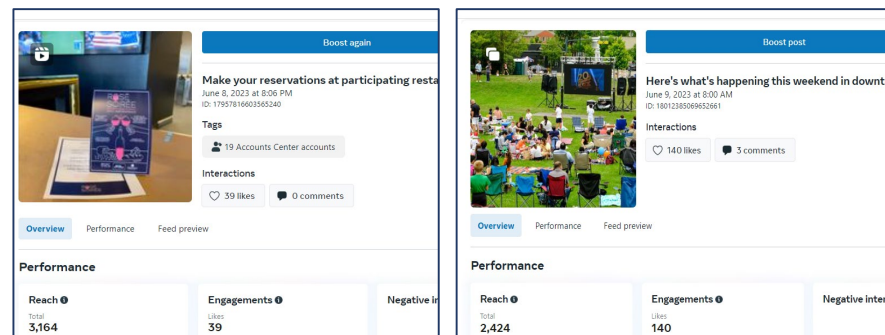 Boost again
Make your reservations at participating resta
June 8, 2023 at 8:06 PM
ID: 17957816603565240
Tags
19 Accounts Center accounts
Interactions
39 likes
0 comments
Overview
Performance
Feed preview
Performance
Reach
Total
3,164
Engagements
Likes
39
Negative in
Boost post
Here's what's happening this weekend in downt
June 9, 2023 at 8:00 AM
ID: 18012385069652661
Interactions
140 likes
3 comments
Overview
Performance
Feed preview
Performance
Reach
Total
2,424
Engagements
Likes
140
Negative inter